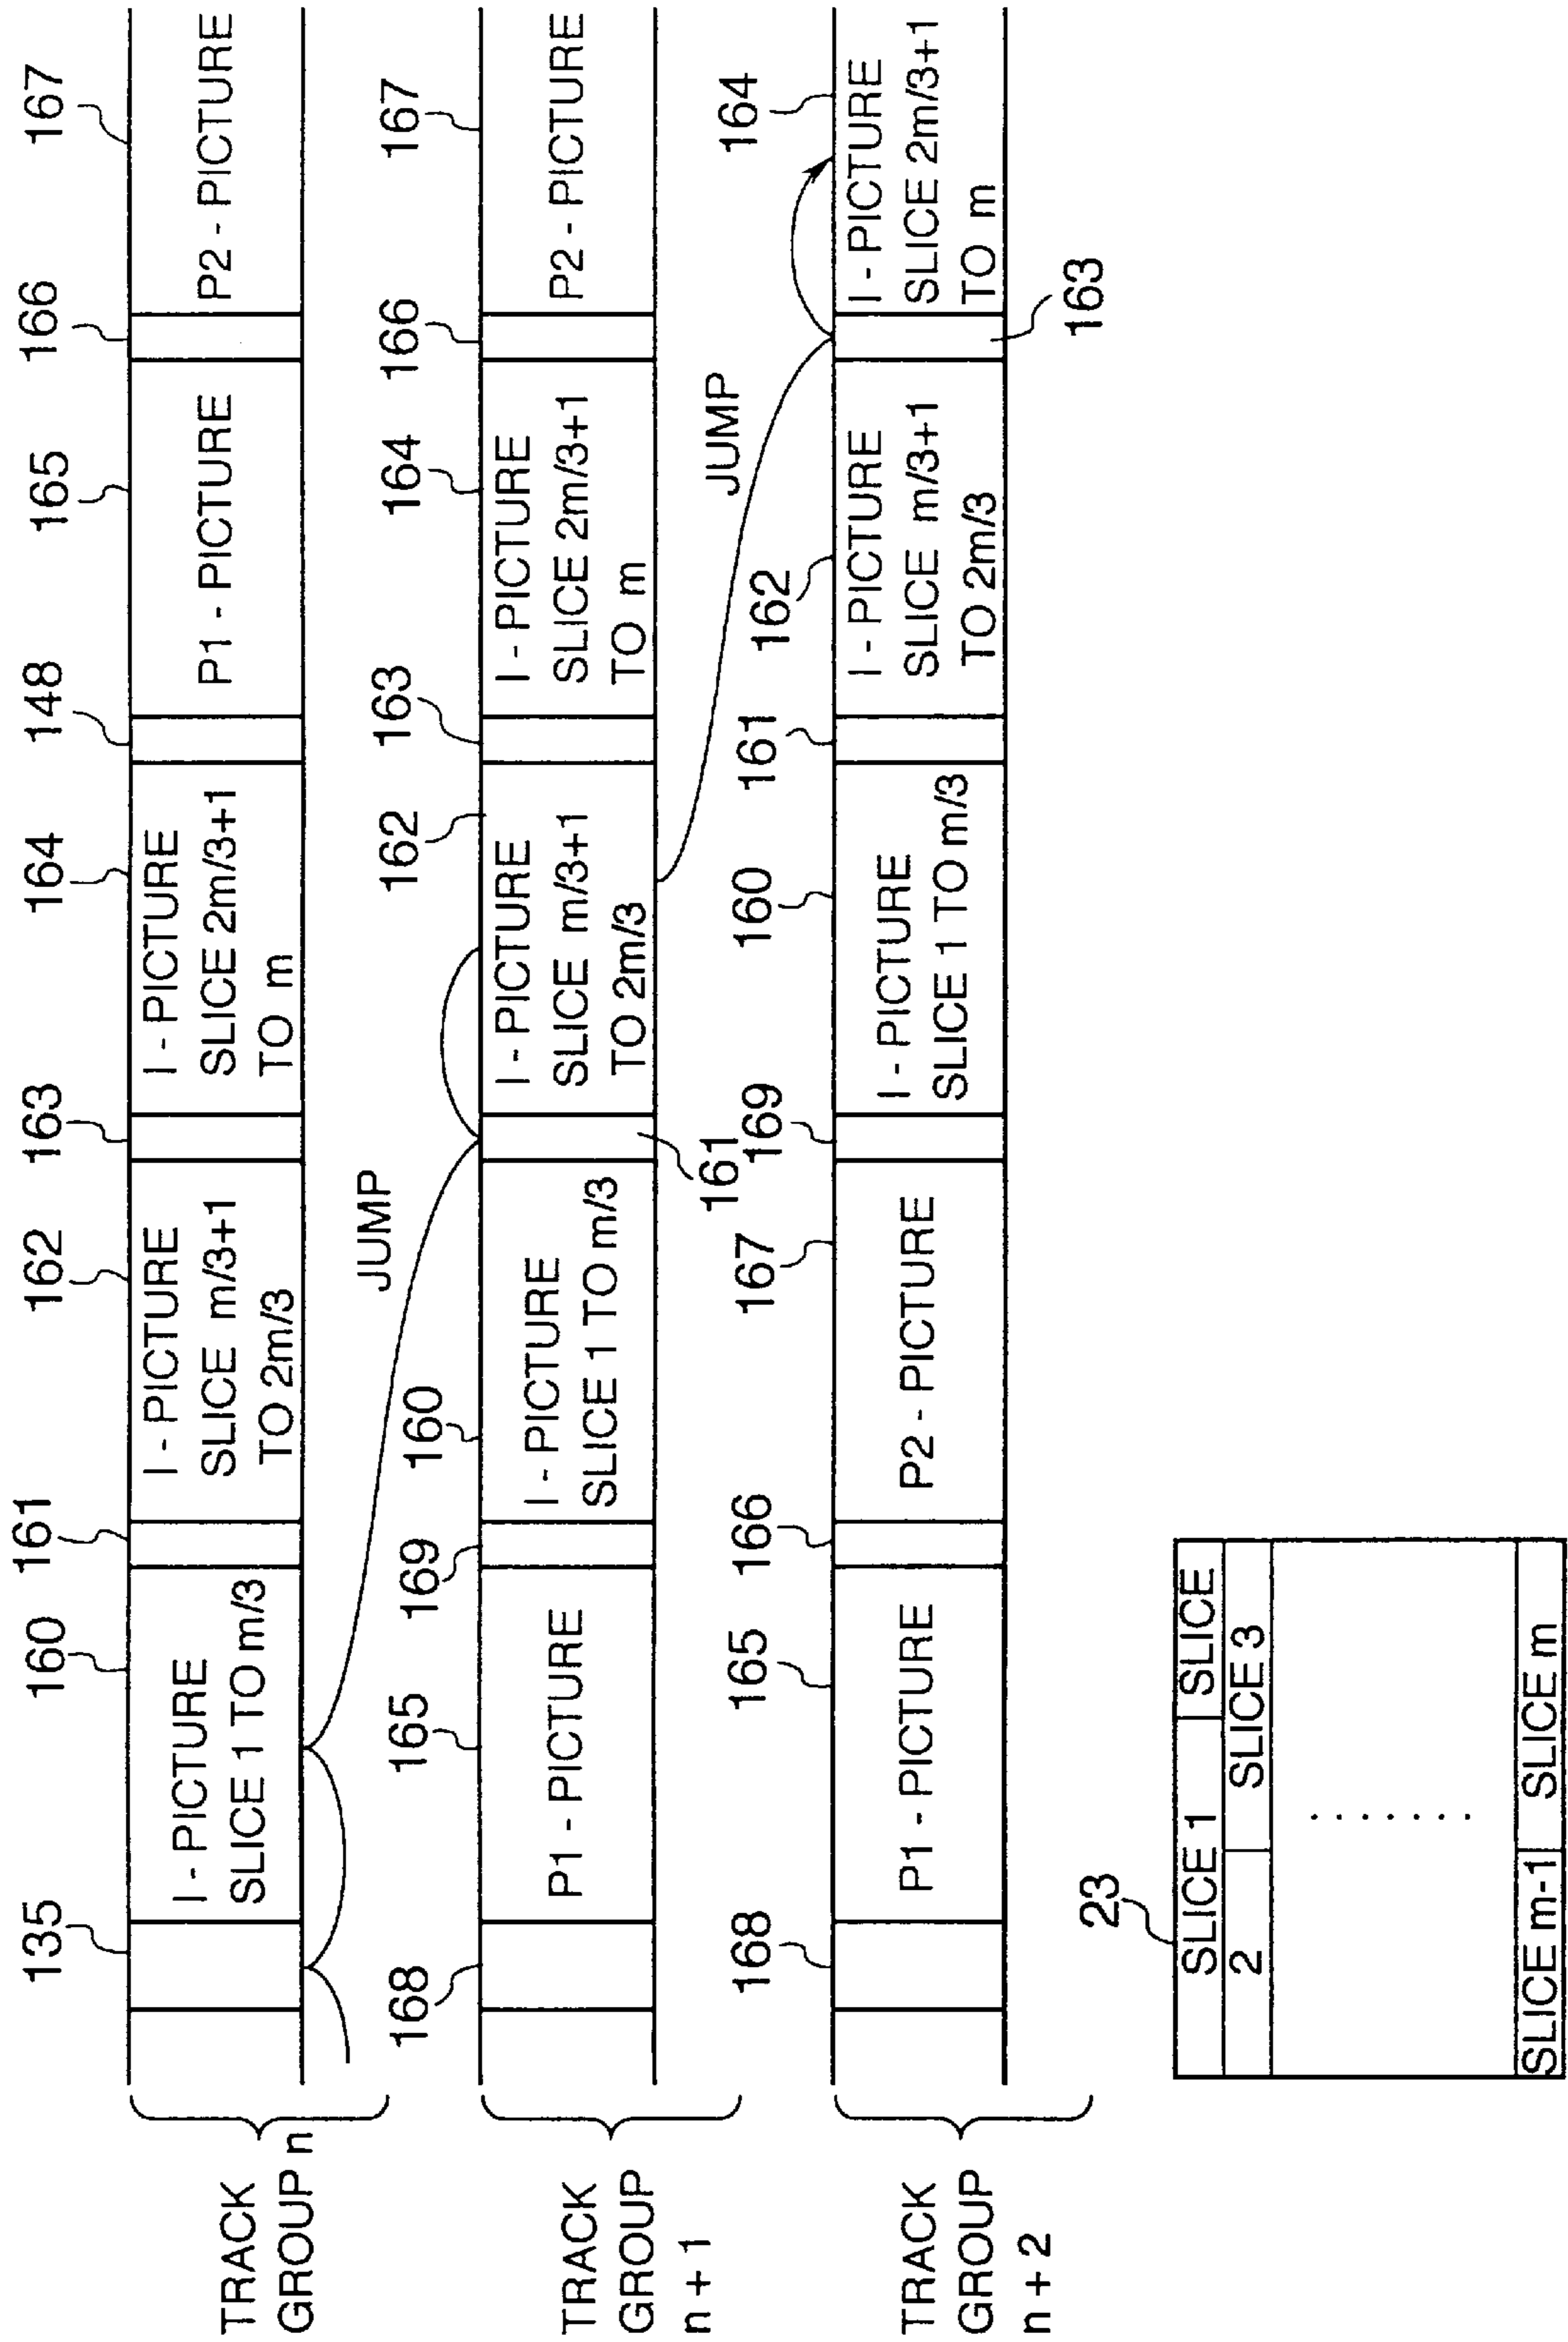 135
160
161
162
163
164
148
165
166
167
TRACK
GROUP n
I - PICTURE
SLICE 1 TO m/3
I - PICTURE
SLICE m/3+1
TO 2m/3
I - PICTURE
SLICE 2m/3+1
TO m
P1 - PICTURE
P2 - PICTURE
JUMP
168
165
169
160
161
162
163
164
166
167
TRACK
GROUP
n + 1
P1 - PICTURE
I - PICTURE
SLICE 1 TO m/3
I - PICTURE
SLICE m/3+1
TO 2m/3
I - PICTURE
SLICE 2m/3+1
TO m
P2 - PICTURE
JUMP
168
165
166
167
169
160
161
162
164
TRACK
GROUP
n + 2
P1 - PICTURE
P2 - PICTURE
I - PICTURE
SLICE 1 TO m/3
I - PICTURE
SLICE m/3+1
TO 2m/3
I - PICTURE
SLICE 2m/3+1
TO m
163
23
SLICE 1 SLICE
2 SLICE 3
. . . . . . .
SLICE m-1 SLICE m